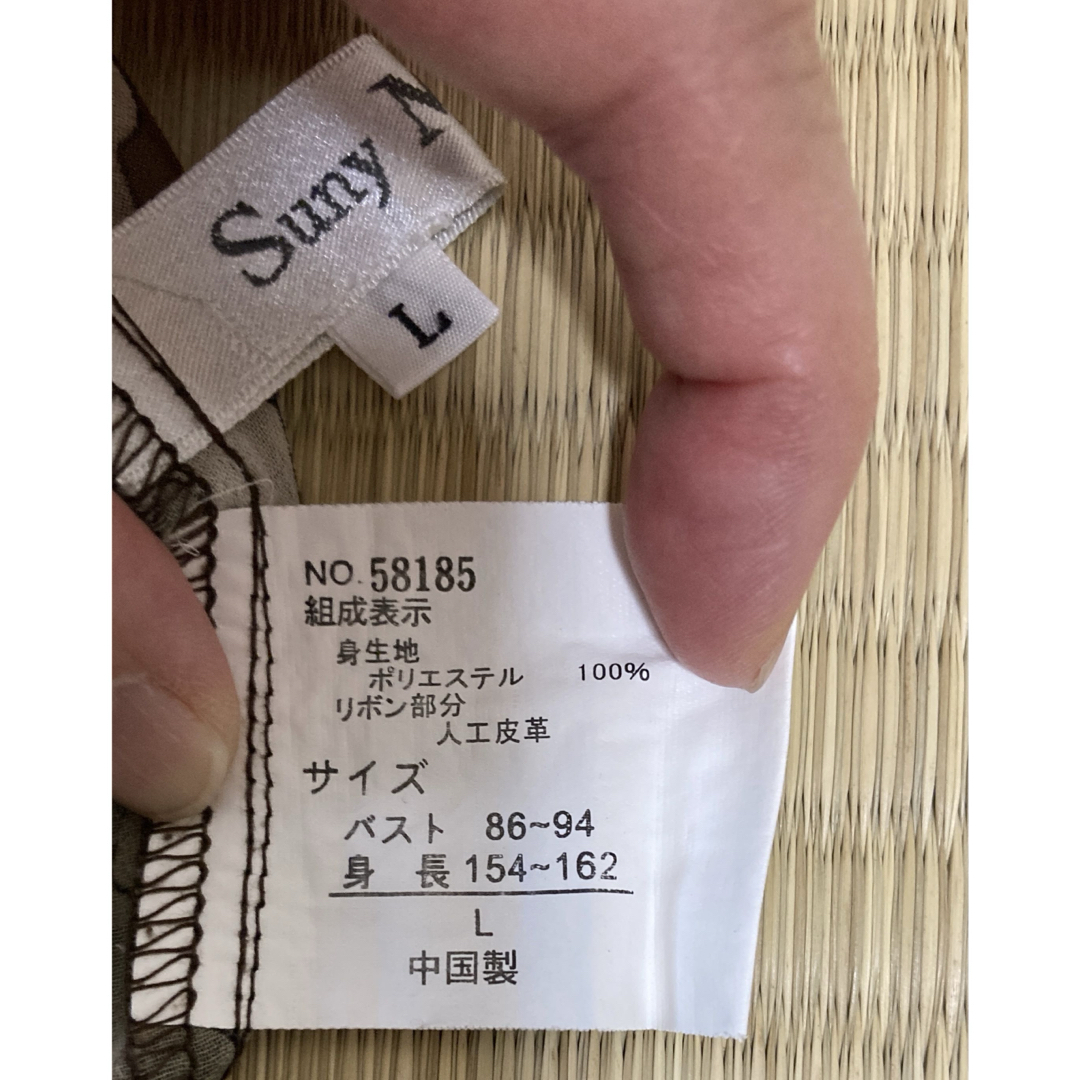 Suny
L
NO.58185
組成表示
身生地
ポリエステル 100%
リボン部分
人工皮革
サイズ
バスト 86~94
身 長 154~162
L
中国製